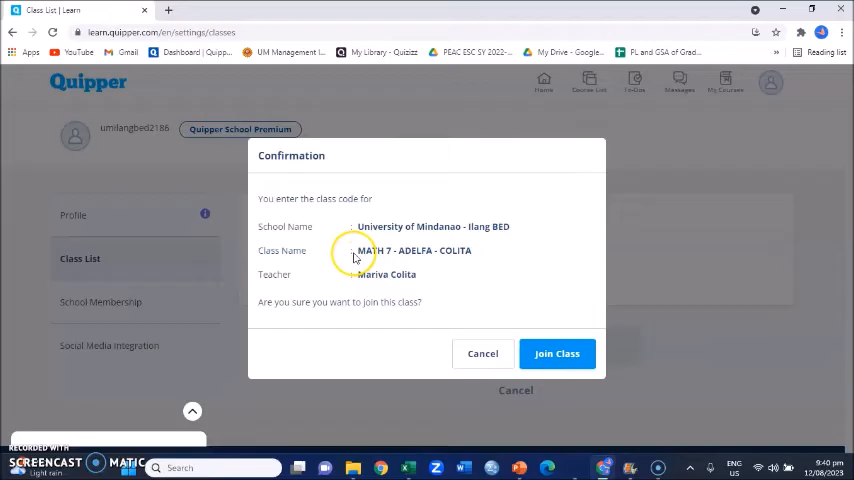 Class List | Learn
learn.quipper.com/en/settings/classes
Apps YouTube Gmail Dashboard | Quipp... UM Management I... My Library - Quizizz PEAC ESC SY 2022-... My Drive - Google... PL and GSA of Grad... Reading list
Quipper
Home Course List To-Dos Messages My Courses
umilangbed2186 Quipper School Premium
Profile
Class List
School Membership
Social Media Integration
Confirmation
You enter the class code for
School Name : University of Mindanao - Ilang BED
Class Name : MATH 7 - ADELFA - COLITA
Teacher : Mariva Colita
Are you sure you want to join this class?
Cancel Join Class
Cancel
RECORDED WITH
SCREENCAST MATIC
Light rain
Search
ENG
US
9:40 pm
12/08/2023